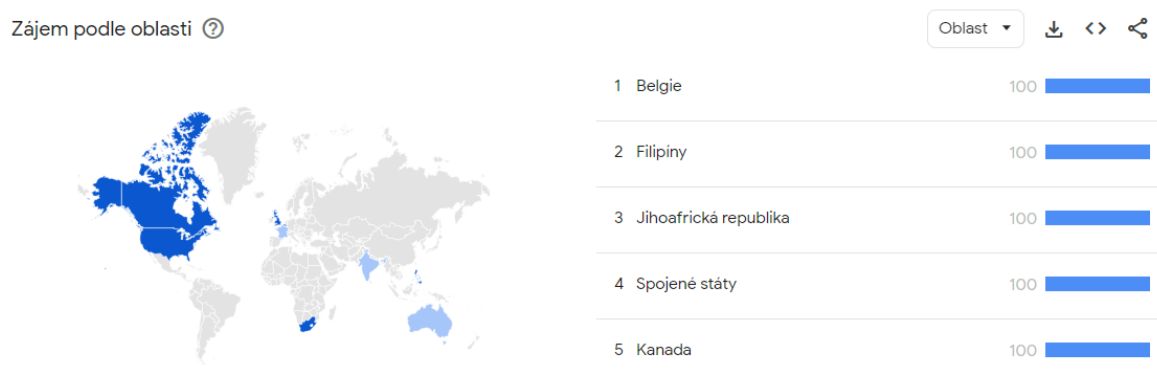 Zájem podle oblasti
Oblast
1 Belgie 100
2 Filipiny 100
3 Jihoafrická republika 100
4 Spojené státy 100
5 Kanada 100